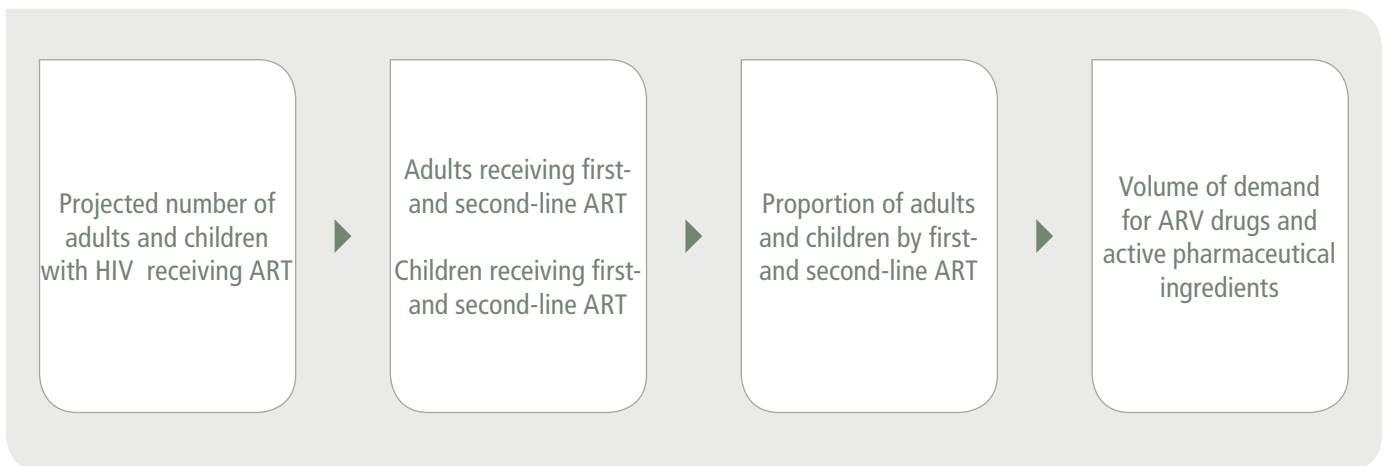 Projected number of
adults and children
with HIV receiving ART
Adults receiving first-
and second-line ART
Children receiving first-
and second-line ART
Proportion of adults
and children by first-
and second-line ART
Volume of demand
for ARV drugs and
active pharmaceutical
ingredients